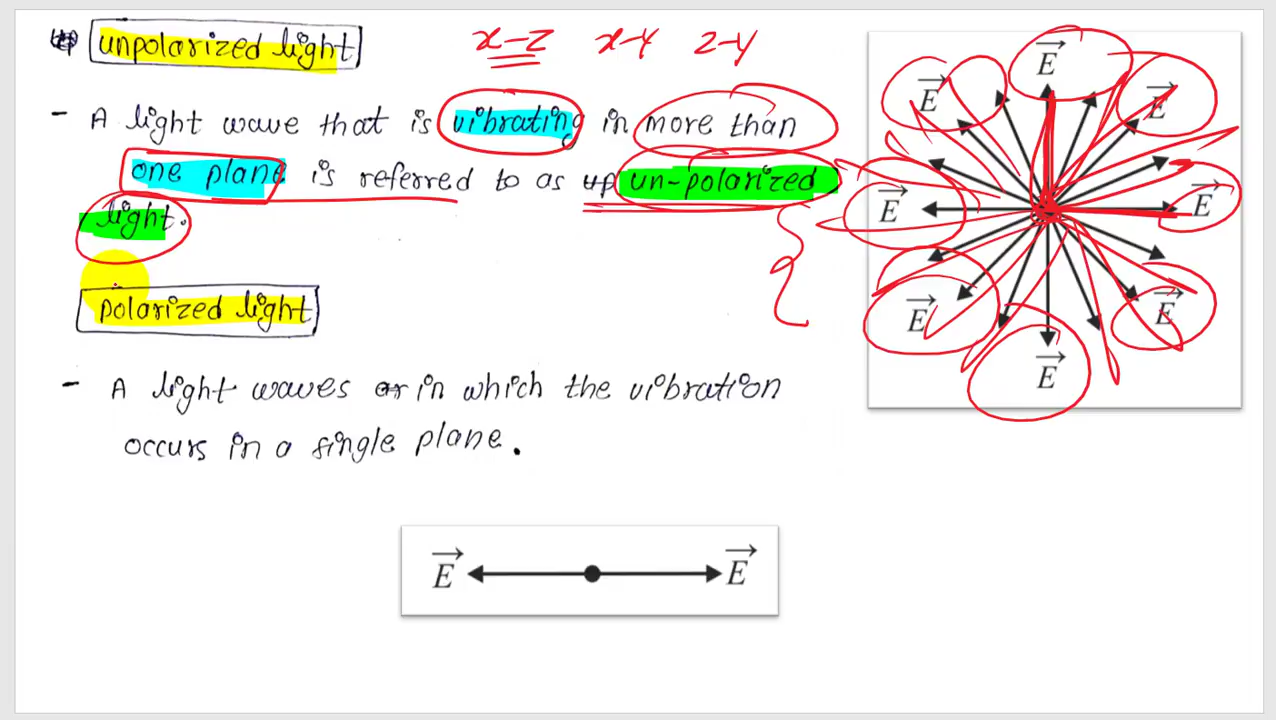 unpolarized light
x-z x-y z-y
- A light wave that is vibrating in more than
one plane is referred to as up un-polarized
light.
polarized light
- A light waves or in which the vibration
occurs in a single plane.
E
E E
E E
E E
E
E E